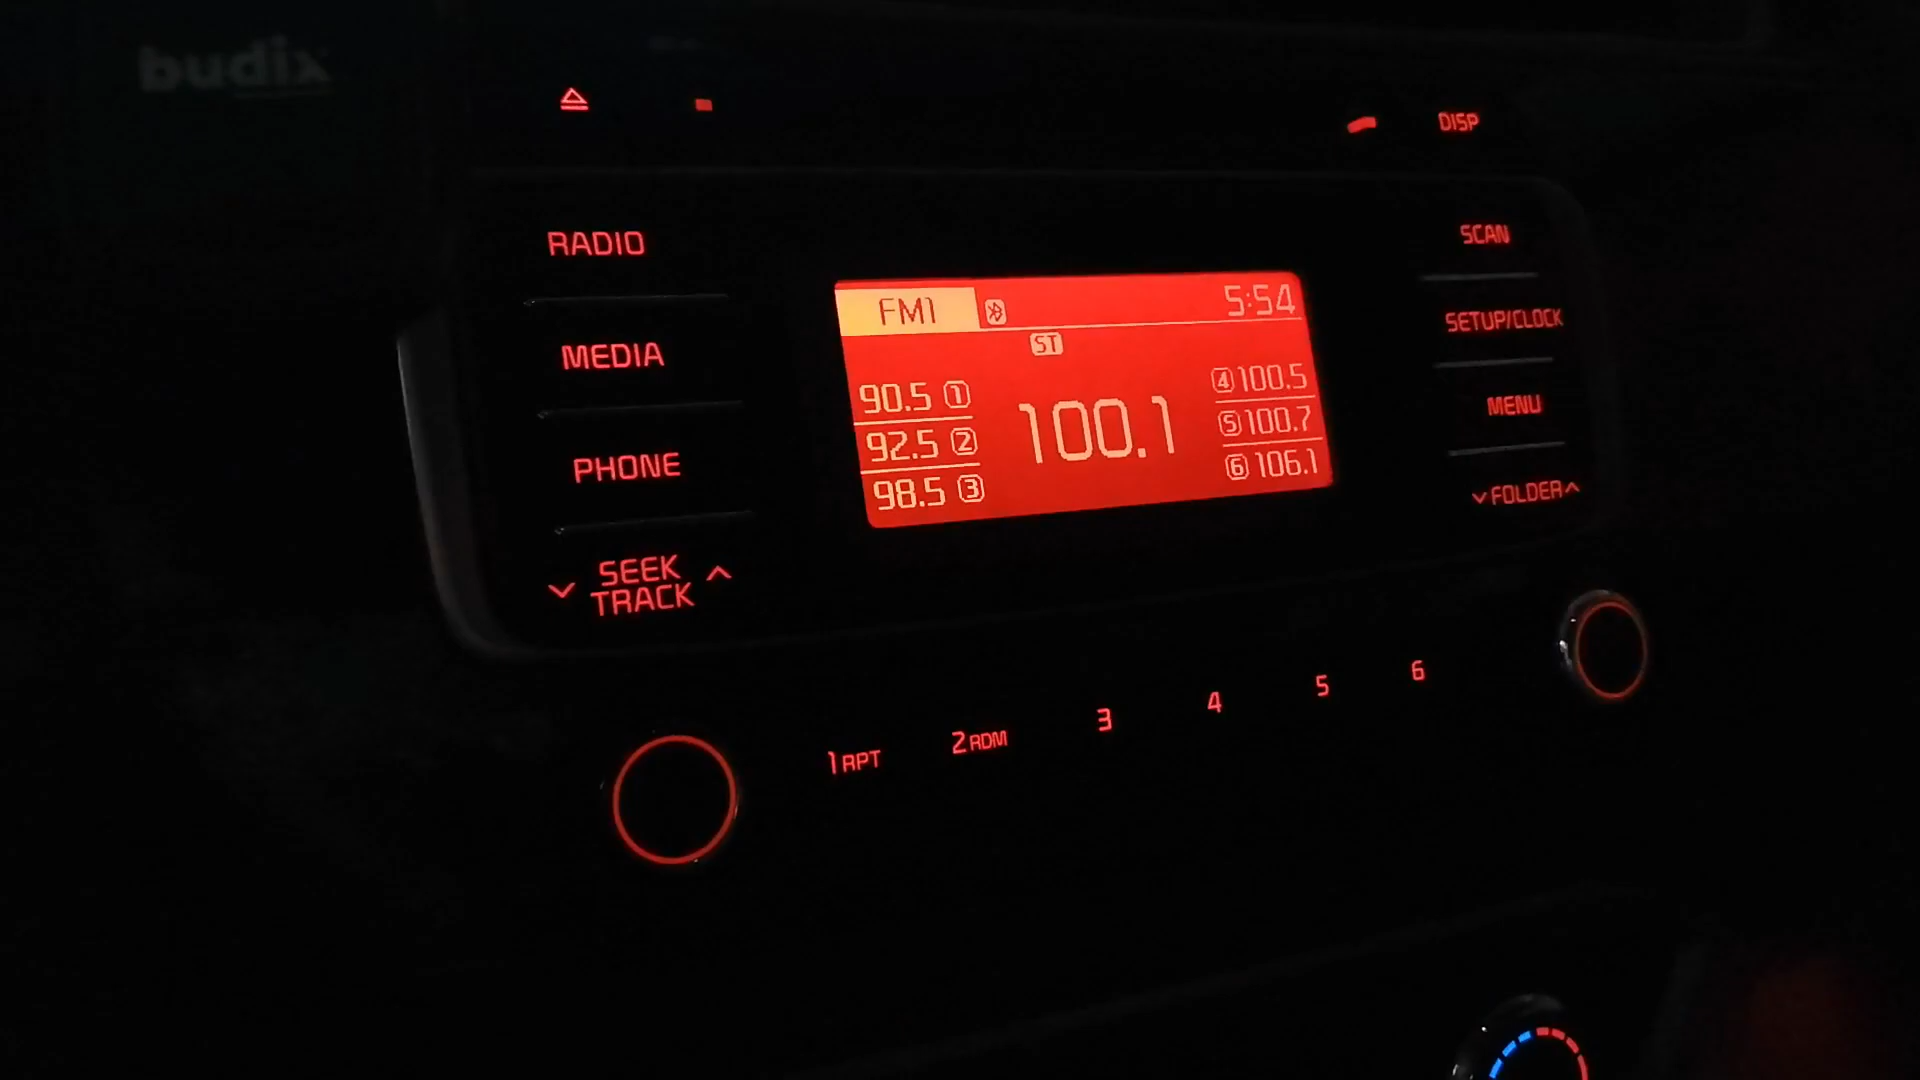 budix
DISP
RADIO
MEDIA
PHONE
SEEK
TRACK
FM1
5:54
ST
90.5 1
92.5 2
98.5 3
100.1
4 100.5
5 100.7
6 106.1
SCAN
SETUP/CLOCK
MENU
FOLDER
1 RPT
2 RDM
3
4
5
6